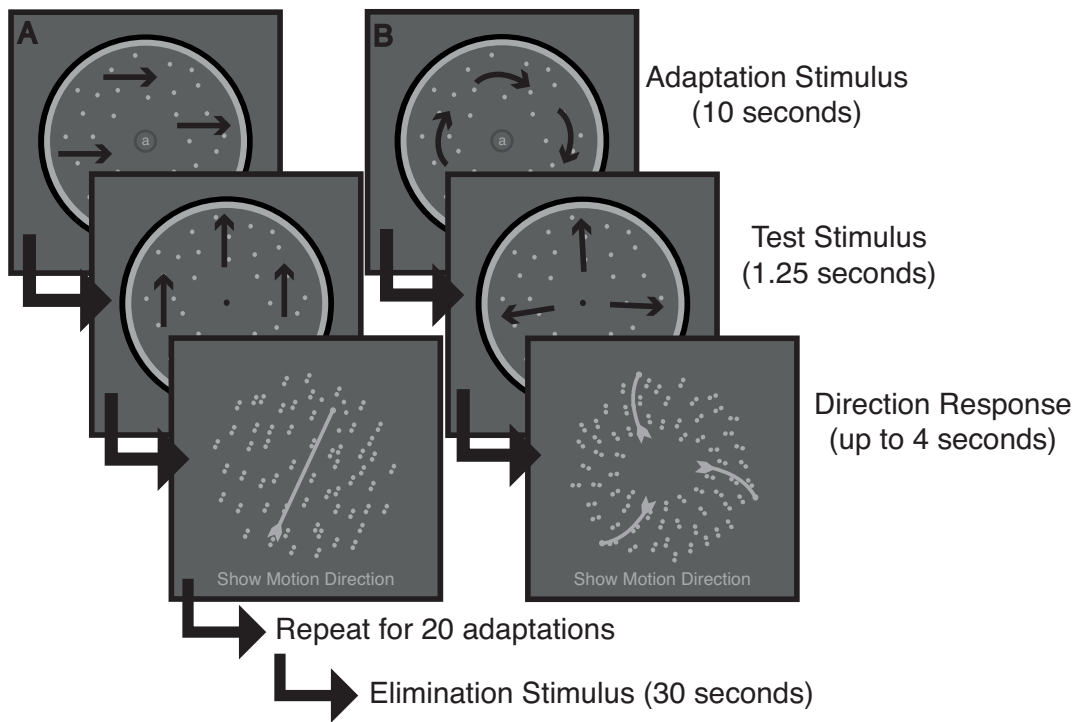 A
B
a
a
Adaptation Stimulus
(10 seconds)
Test Stimulus
(1.25 seconds)
Direction Response
(up to 4 seconds)
Show Motion Direction
Show Motion Direction
Repeat for 20 adaptations
Elimination Stimulus (30 seconds)